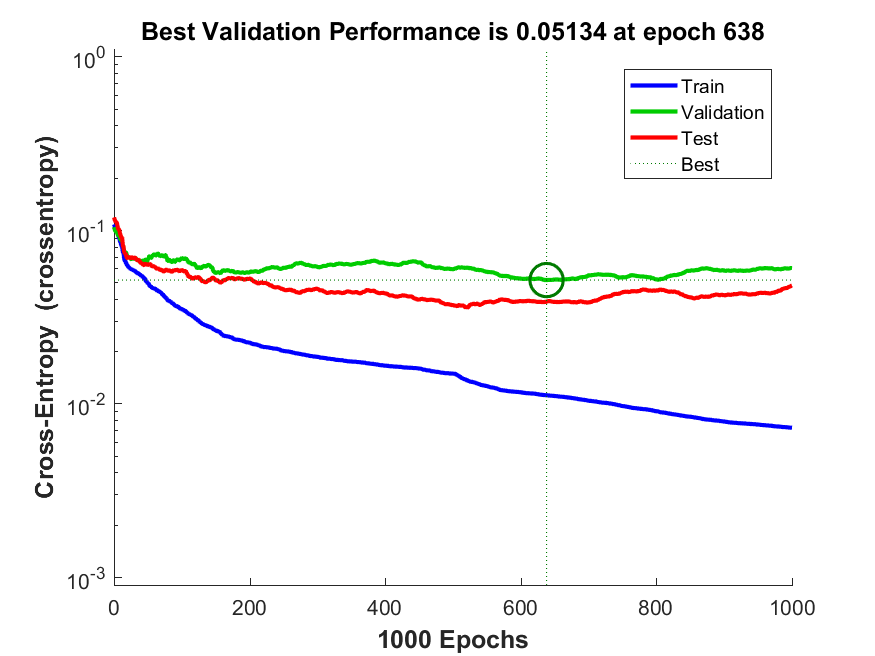 Best Validation Performance is 0.05134 at epoch 638
10^0
10^-1
10^-2
10^-3
Cross-Entropy (crossentropy)
Train
Validation
Test
Best
0 200 400 600 800 1000
1000 Epochs